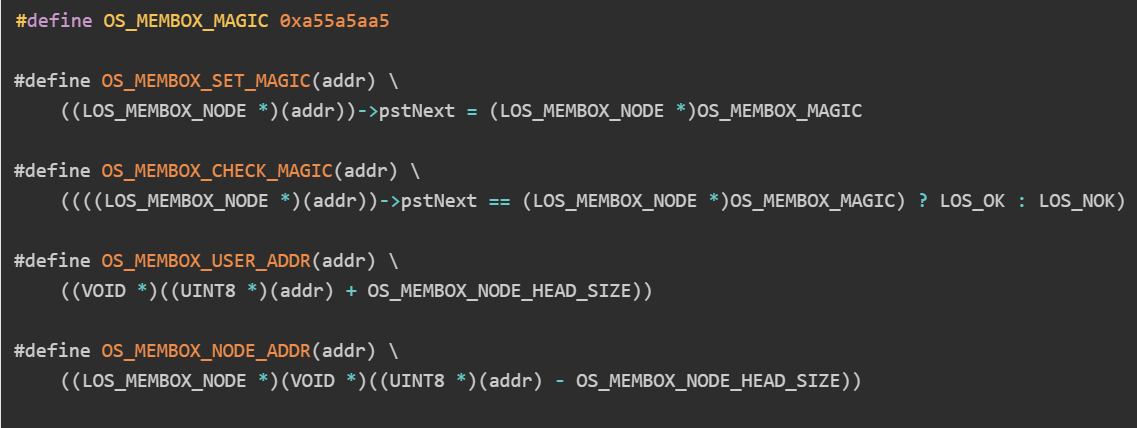 #define OS_MEMBOX_MAGIC 0xa55a5aa5
#define OS_MEMBOX_SET_MAGIC(addr) \
((LOS_MEMBOX_NODE *)(addr))->pstNext = (LOS_MEMBOX_NODE *)OS_MEMBOX_MAGIC
#define OS_MEMBOX_CHECK_MAGIC(addr) \
((((LOS_MEMBOX_NODE *)(addr))->pstNext == (LOS_MEMBOX_NODE *)OS_MEMBOX_MAGIC) ? LOS_OK : LOS_NOK)
#define OS_MEMBOX_USER_ADDR(addr) \
((VOID *)((UINT8 *)(addr) + OS_MEMBOX_NODE_HEAD_SIZE))
#define OS_MEMBOX_NODE_ADDR(addr) \
((LOS_MEMBOX_NODE *)(VOID *)((UINT8 *)(addr) - OS_MEMBOX_NODE_HEAD_SIZE))